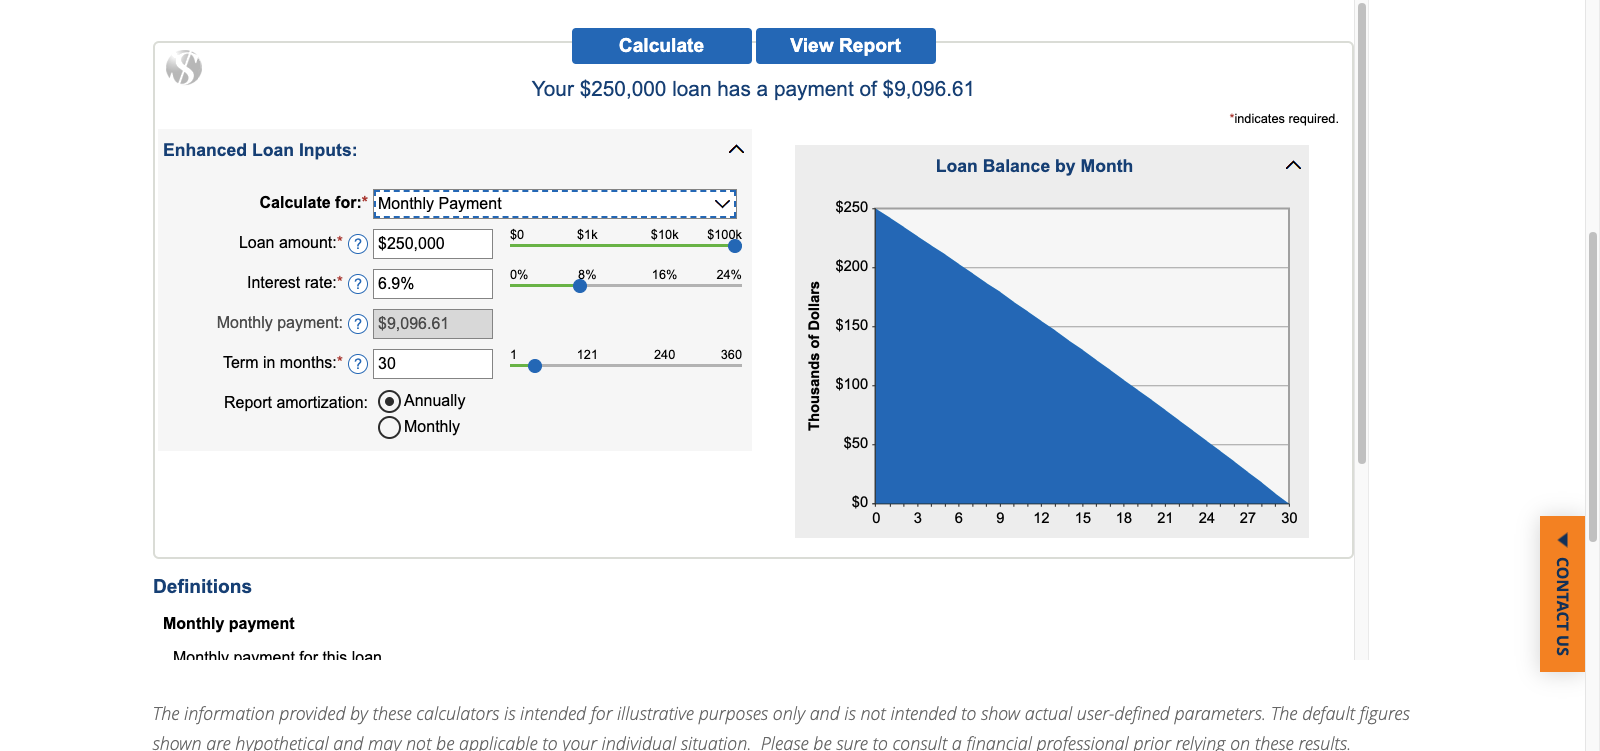 Calculate
View Report
Your $250,000 loan has a payment of $9,096.61
*indicates required.
Enhanced Loan Inputs:
Calculate for:* Monthly Payment
Loan amount:* ? $250,000 $0 $1k $10k $100k
Interest rate:* ? 6.9% 0% 8% 16% 24%
Monthly payment: ? $9,096.61
Term in months:* ? 30 1 121 240 360
Report amortization: Annually
Monthly
Loan Balance by Month
Thousands of Dollars
$250
$200
$150
$100
$50
$0
0 3 6 9 12 15 18 21 24 27 30
Definitions
Monthly payment
Monthly payment for this loan
CONTACT US
The information provided by these calculators is intended for illustrative purposes only and is not intended to show actual user-defined parameters. The default figures
shown are hypothetical and may not be applicable to your individual situation. Please be sure to consult a financial professional prior relying on these results.